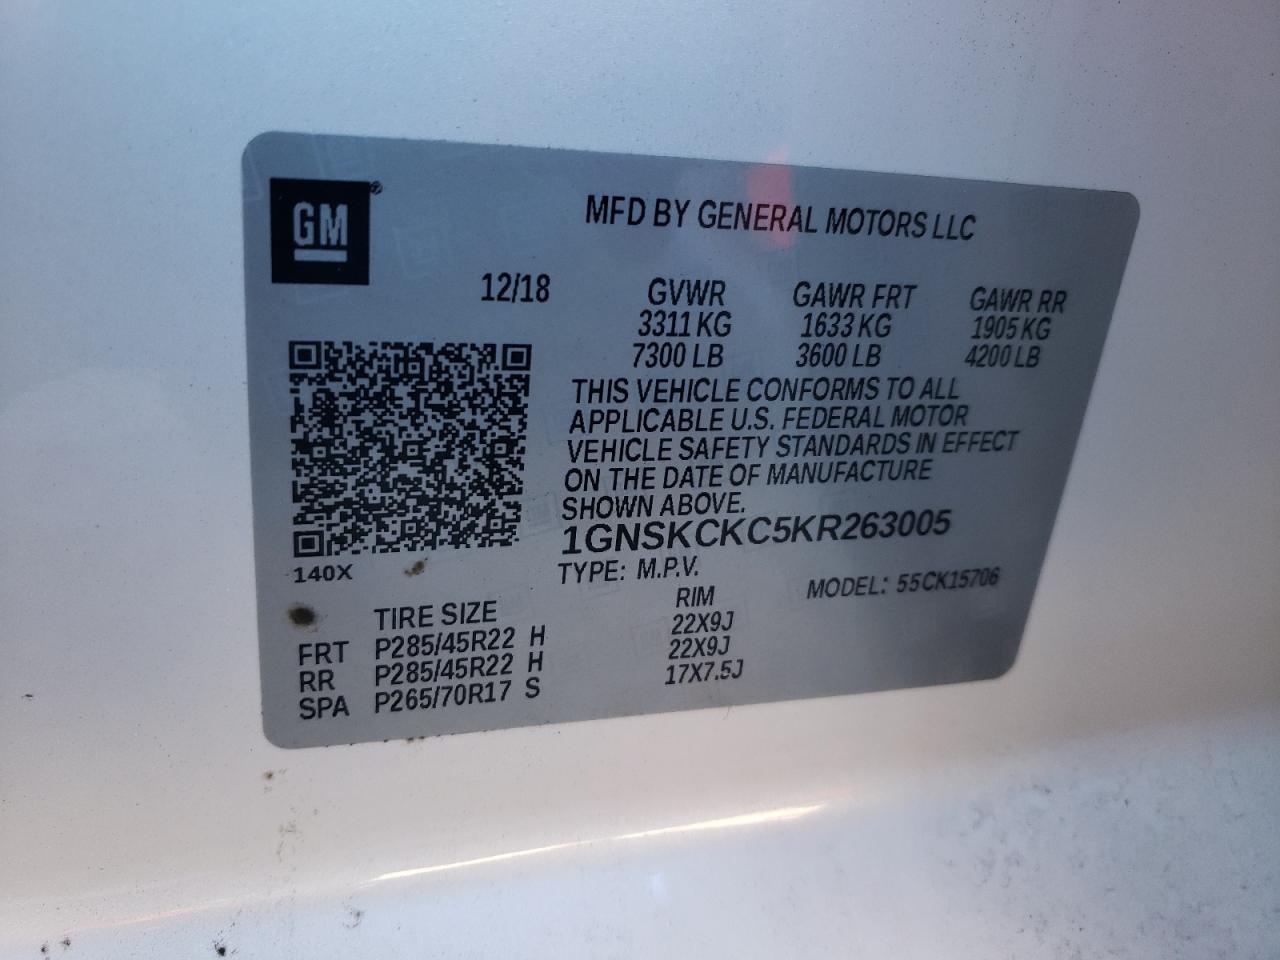 GM®
MFD BY GENERAL MOTORS LLC
12/18
GVWR GAWR FRT GAWR RR
3311 KG 1633 KG 1905 KG
7300 LB 3600 LB 4200 LB
THIS VEHICLE CONFORMS TO ALL
APPLICABLE U.S. FEDERAL MOTOR
VEHICLE SAFETY STANDARDS IN EFFECT
ON THE DATE OF MANUFACTURE
SHOWN ABOVE.
1GNSKCKC5KR263005
140X
TYPE: M.P.V. MODEL: 55CK15706
TIRE SIZE RIM
FRT P285/45R22 H 22X9J
RR P285/45R22 H 22X9J
SPA P265/70R17 S 17X7.5J